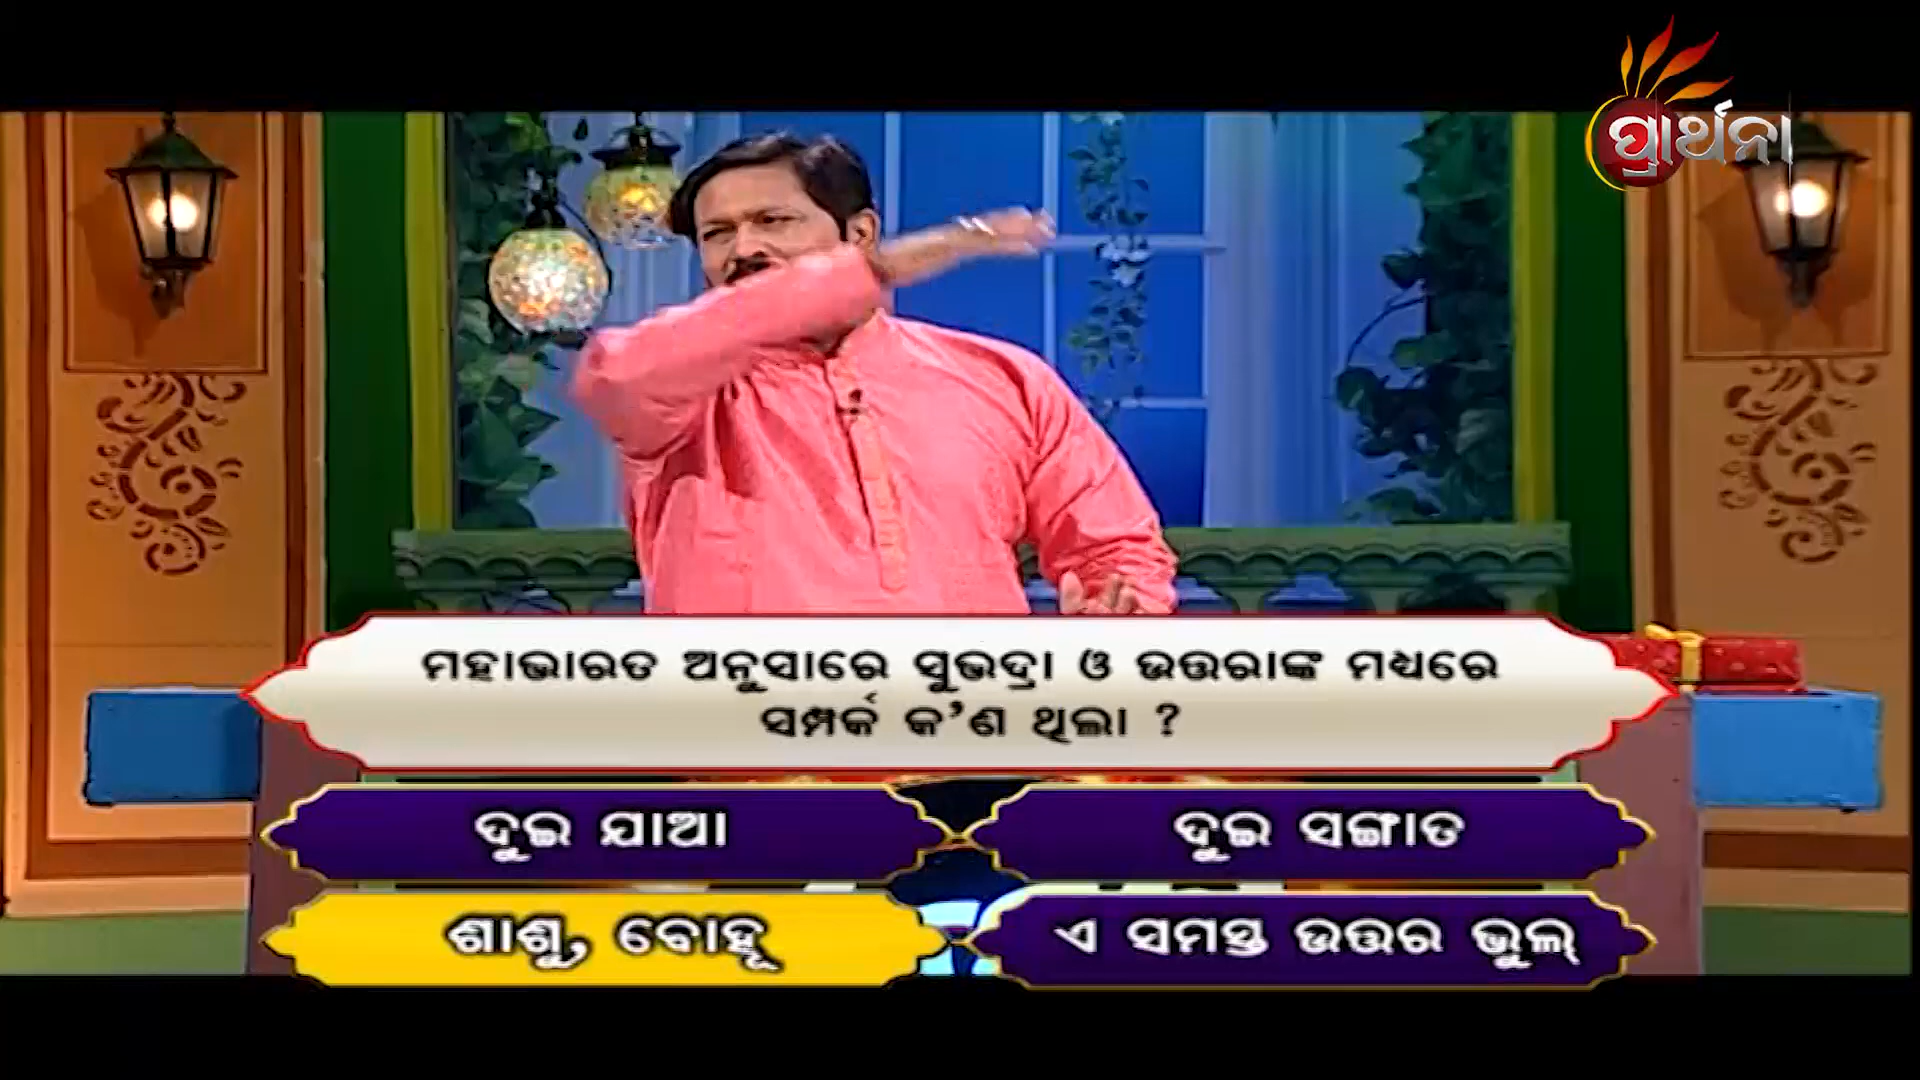 ପ୍ରାର୍ଥନା
ମହାଭାରତ ଅନୁସାରେ ସୁଭଦ୍ରା ଓ ଉତ୍ତରାଙ୍କ ମଧ୍ୟରେ
ସମ୍ପର୍କ କ'ଣ ଥିଲା ?
ଦୁଇ ଯାଆ
ଦୁଇ ସଙ୍ଗାତ
ଶାଶୁ, ବୋହୂ
ଏ ସମସ୍ତ ଉତ୍ତର ଭୁଲ୍